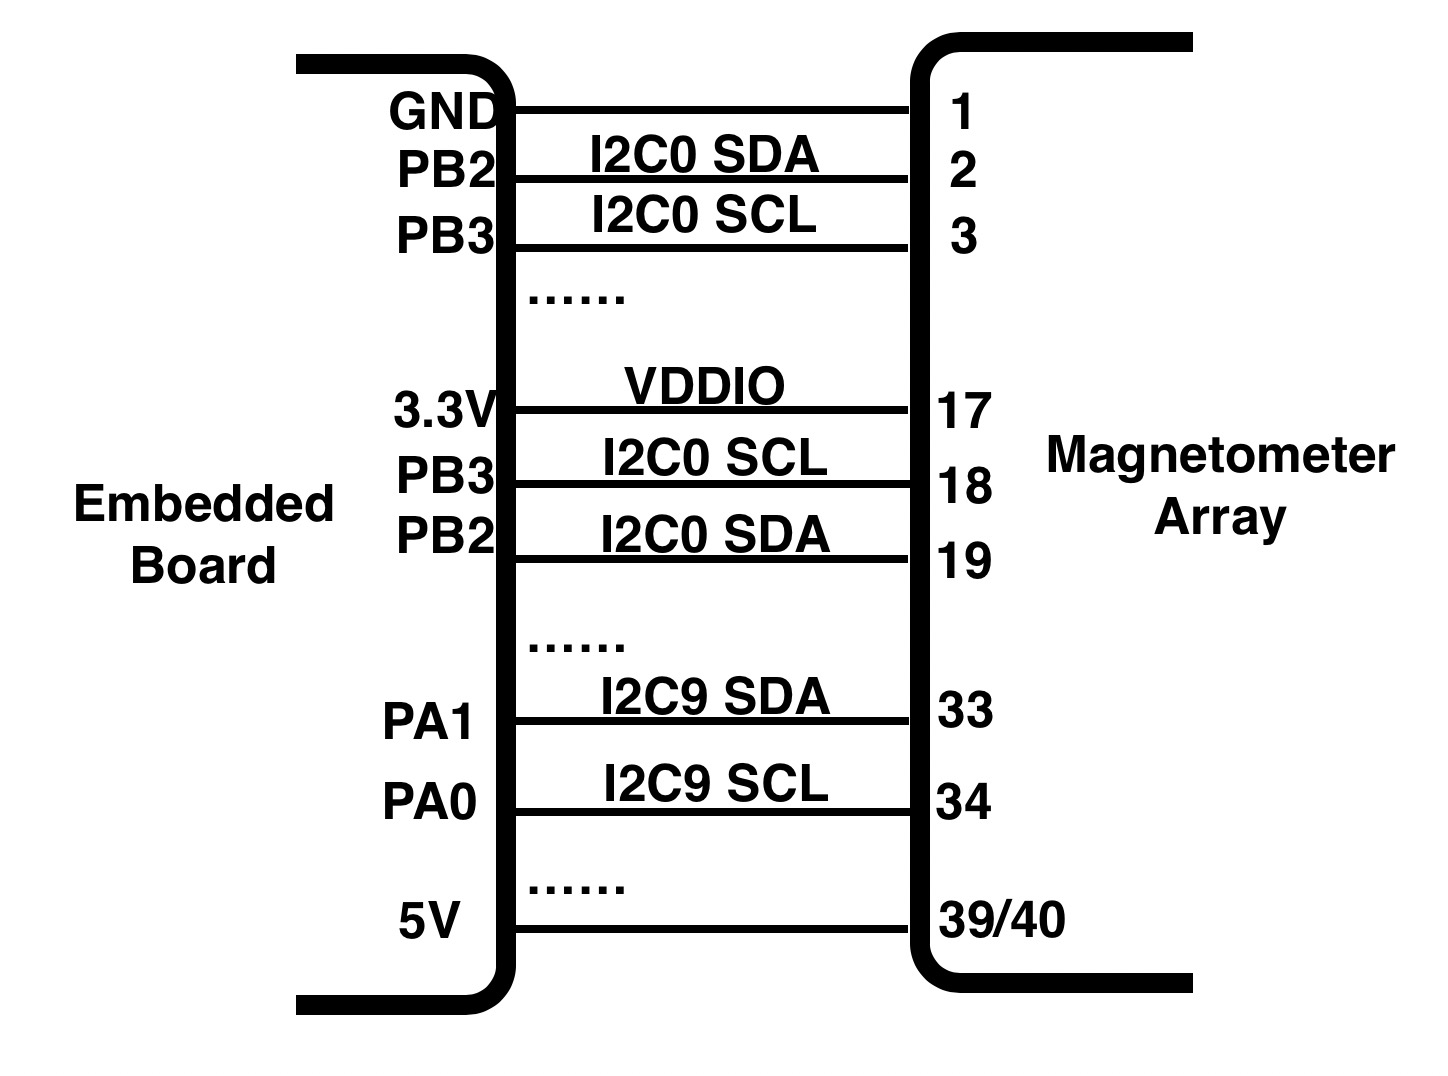 GND 1
I2C0 SDA
PB2 2
I2C0 SCL
PB3 3
......
VDDIO
3.3V 17
I2C0 SCL
PB3 18
I2C0 SDA
PB2 19
Embedded
Board
Magnetometer
Array
......
I2C9 SDA
PA1 33
I2C9 SCL
PA0 34
......
5V 39/40